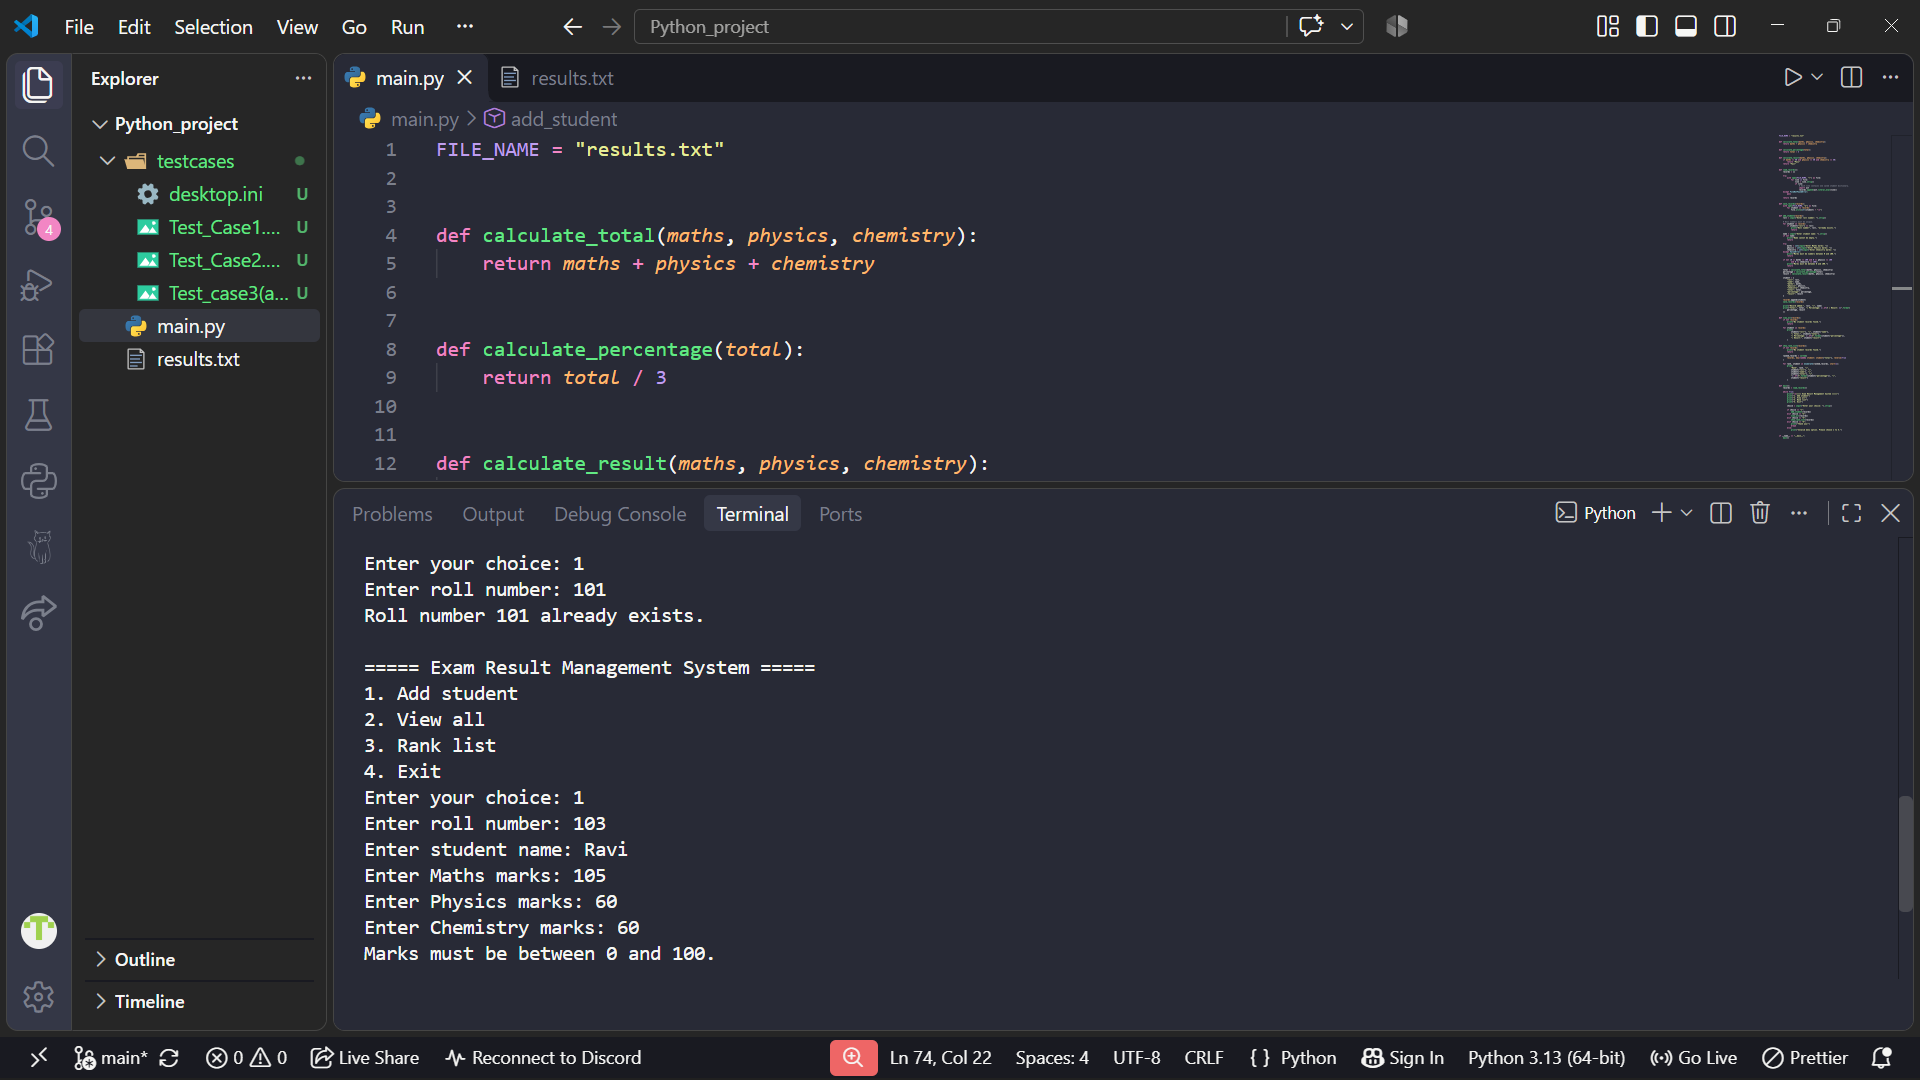 File Edit Selection View Go Run ··· Python_project
Explorer ···
Python_project
testcases
desktop.ini U
Test_Case1.... U
Test_Case2.... U
Test_case3(a... U
main.py
results.txt
Outline
Timeline
4
main.py results.txt
main.py > add_student
1 FILE_NAME = "results.txt"
2
3
4 def calculate_total(maths, physics, chemistry):
5 return maths + physics + chemistry
6
7
8 def calculate_percentage(total):
9 return total / 3
10
11
12 def calculate_result(maths, physics, chemistry):
Problems Output Debug Console Terminal Ports Python
Enter your choice: 1
Enter roll number: 101
Roll number 101 already exists.
===== Exam Result Management System =====
1. Add student
2. View all
3. Rank list
4. Exit
Enter your choice: 1
Enter roll number: 103
Enter student name: Ravi
Enter Maths marks: 105
Enter Physics marks: 60
Enter Chemistry marks: 60
Marks must be between 0 and 100.
main* 0 0 Live Share Reconnect to Discord Ln 74, Col 22 Spaces: 4 UTF-8 CRLF { } Python Sign In Python 3.13 (64-bit) Go Live Prettier